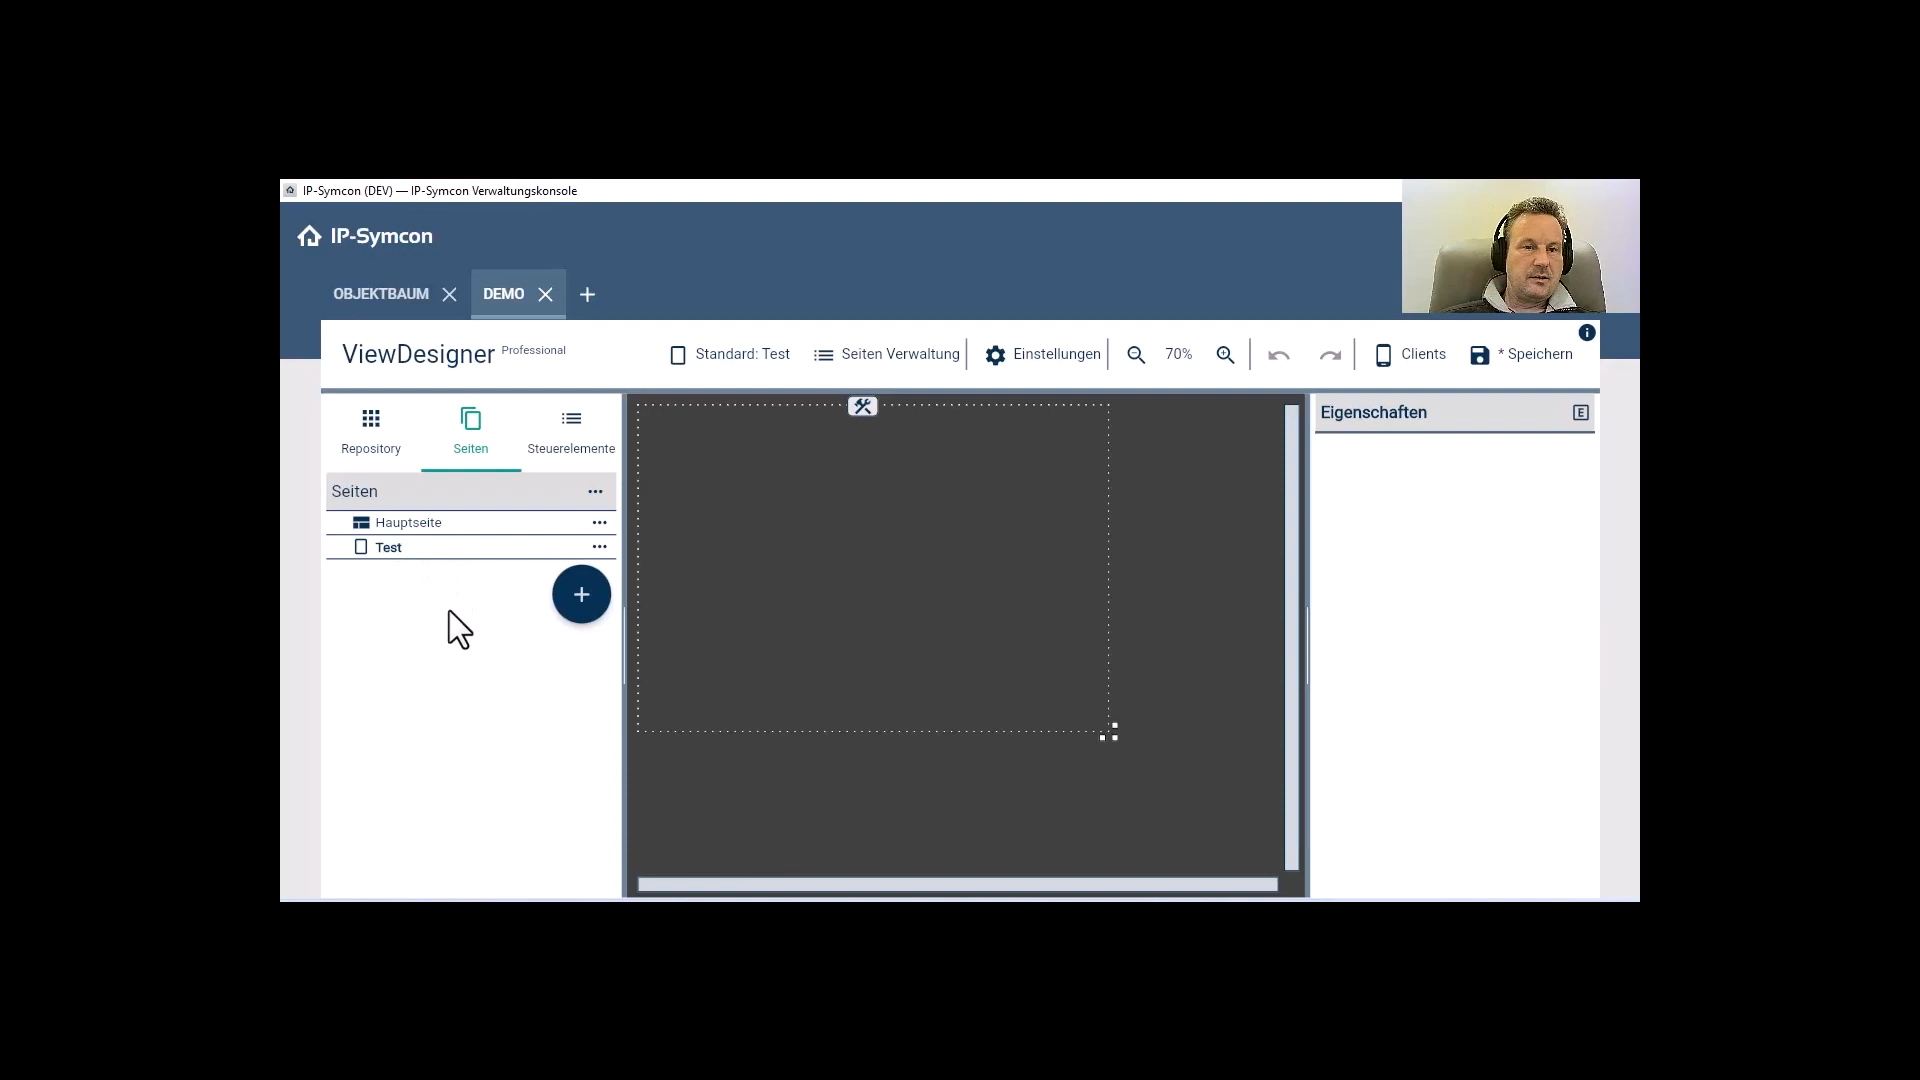 IP-Symcon (DEV) — IP-Symcon Verwaltungskonsole
IP-Symcon
OBJEKTBAUM
DEMO
ViewDesigner Professional
Standard: Test
Seiten Verwaltung
Einstellungen
70%
Clients
* Speichern
Repository
Seiten
Steuerelemente
Seiten
Hauptseite
Test
Eigenschaften
E